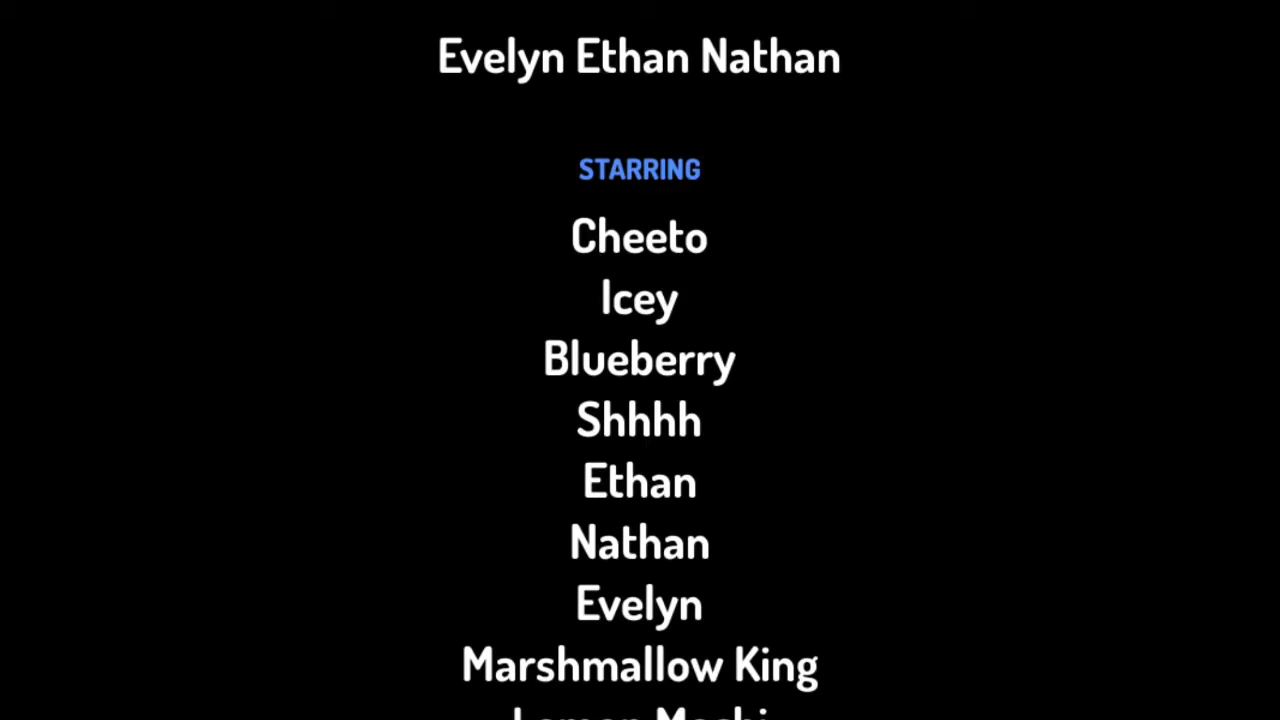 Evelyn Ethan Nathan
STARRING
Cheeto
Icey
Blueberry
Shhhh
Ethan
Nathan
Evelyn
Marshmallow King